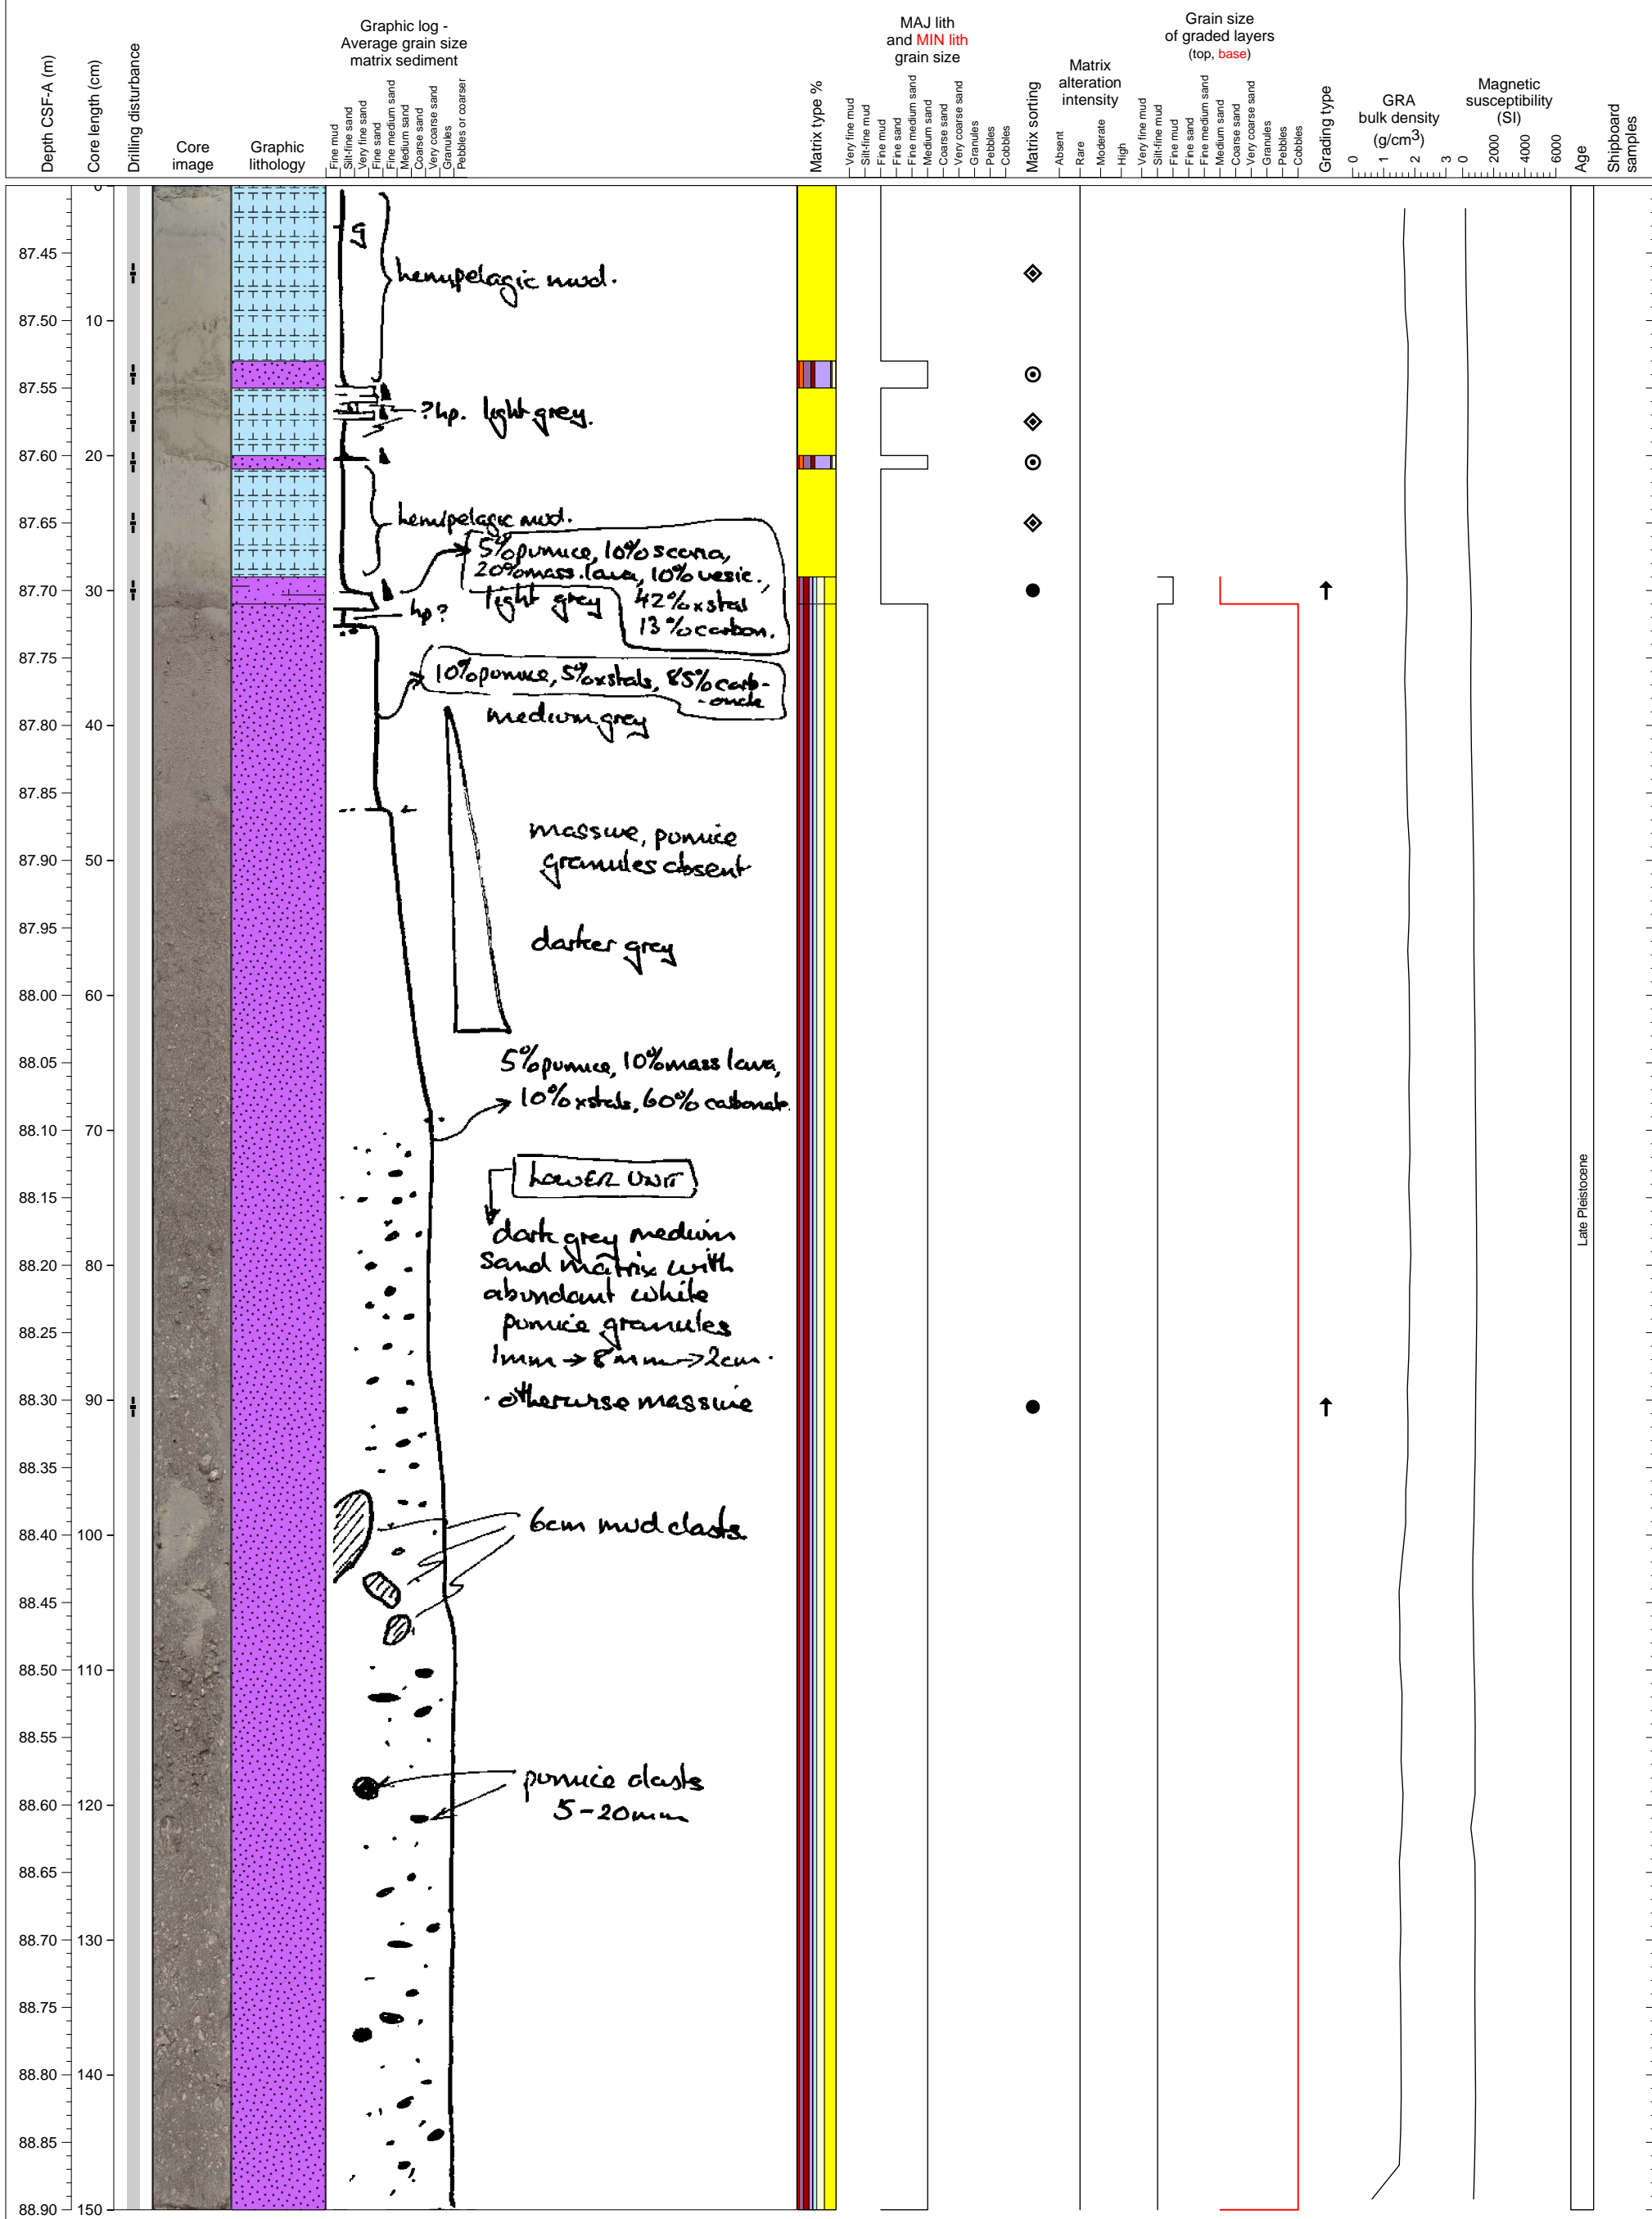 Depth CSF-A (m)
Core length (cm)
Drilling disturbance
Core
image
Graphic
lithology
Graphic log -
Average grain size
matrix sediment
Fine mud
Silt-fine sand
Very fine sand
Fine sand
Fine medium sand
Medium sand
Coarse sand
Very coarse sand
Granules
Pebbles or coarser
Matrix type %
MAJ lith
and MIN lith
grain size
Very fine mud
Silt-fine mud
Fine mud
Fine sand
Fine medium sand
Medium sand
Coarse sand
Very coarse sand
Granules
Pebbles
Cobbles
Matrix sorting
Matrix
alteration
intensity
Absent
Rare
Moderate
High
Grain size
of graded layers
(top, base)
Very fine mud
Silt-fine mud
Fine mud
Fine sand
Fine medium sand
Medium sand
Coarse sand
Very coarse sand
Granules
Pebbles
Cobbles
Grading type
GRA
bulk density
(g/cm3)
0 1 2 3
Magnetic
susceptibility
(SI)
0 2000 4000 6000
Age
Shipboard
samples
0
87.45
87.50 10
87.55
87.60 20
87.65
87.70 30
87.75
87.80 40
87.85
87.90 50
87.95
88.00 60
88.05
88.10 70
88.15
88.20 80
88.25
88.30 90
88.35
88.40 100
88.45
88.50 110
88.55
88.60 120
88.65
88.70 130
88.75
88.80 140
88.85
88.90 150
hemipelagic mud.
?hp. light grey.
hemipelagic mud.
5% pumice, 10% scoria,
20% mass. lava, 10% vesic.,
light grey 42% xstal
13% carbon.
hp?
10% pumice, 5% xstals, 85% carb-
-onate
medium grey
massive, pumice
granules absent
darker grey
5% pumice, 10% mass lava,
10% xstals, 60% carbonate.
LOWER UNIT
dark grey medium
sand matrix with
abundant white
pumice granules
1mm → 8mm → 2cm.
· otherwise massive
6cm mud clasts
pumice clasts
5-20mm
Late Pleistocene